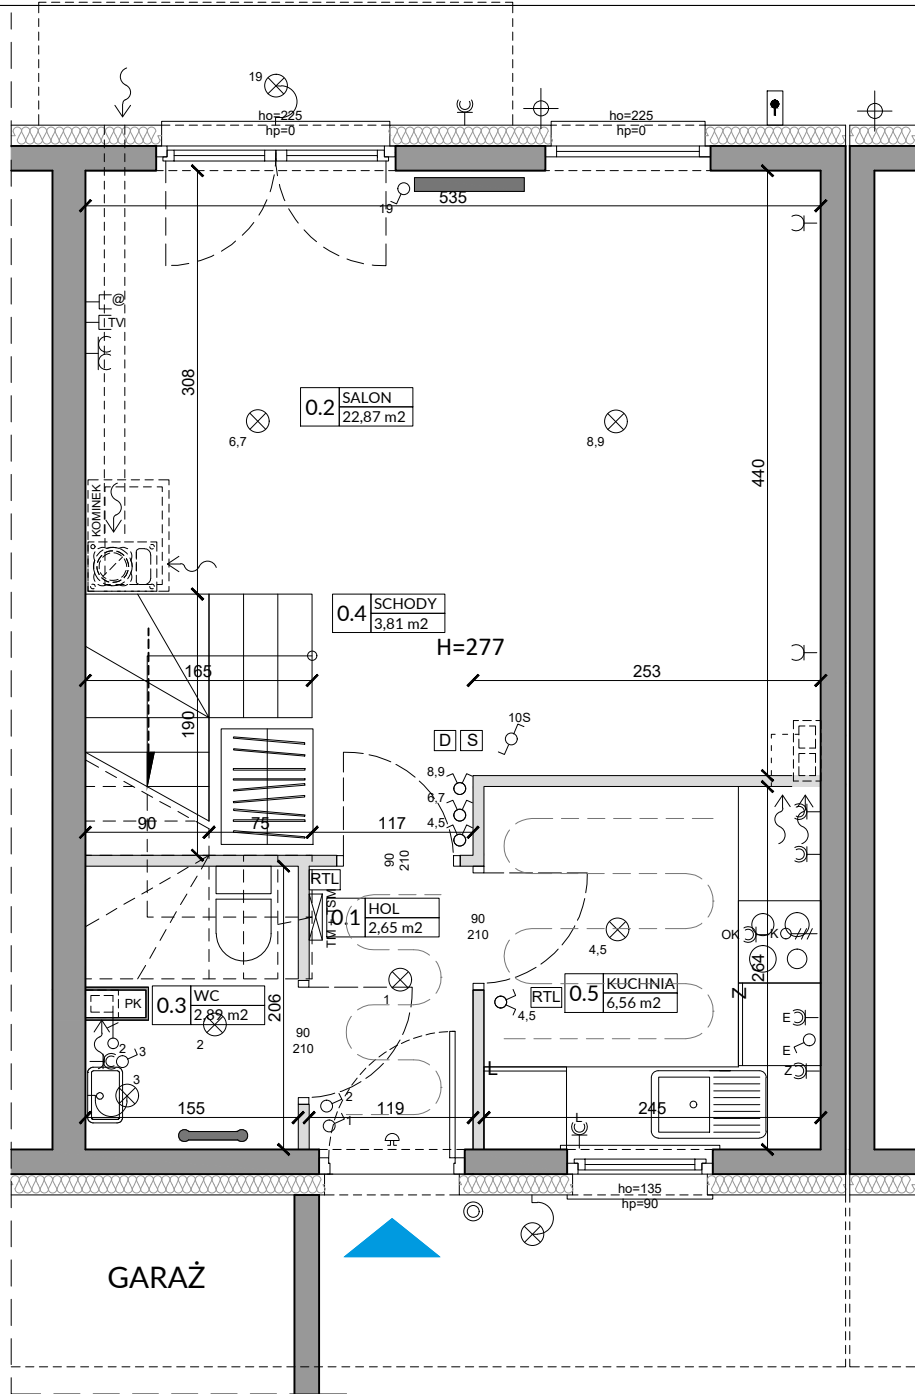 19
ho=225
hp=0
ho=225
hp=0
19
535
@
TV
308
0.2
SALON
22,87 m2
6,7
8,9
440
KOMINEK
0.4
SCHODY
3,81 m2
H=277
165
253
190
10S
D
S
8,9
6,7
4,5
90
75
117
90
210
RTL
TM
TSM
0.1
HOL
2,65 m2
90
210
4,5
OK
K
264
Z
1
RTL
0.5
KUCHNIA
6,56 m2
4,5
0.3
WC
2,89 m2
PK
206
2
90
210
E
E
Z
2
3
3
L
2
1
155
119
245
L
ho=135
hp=90
GARAŻ